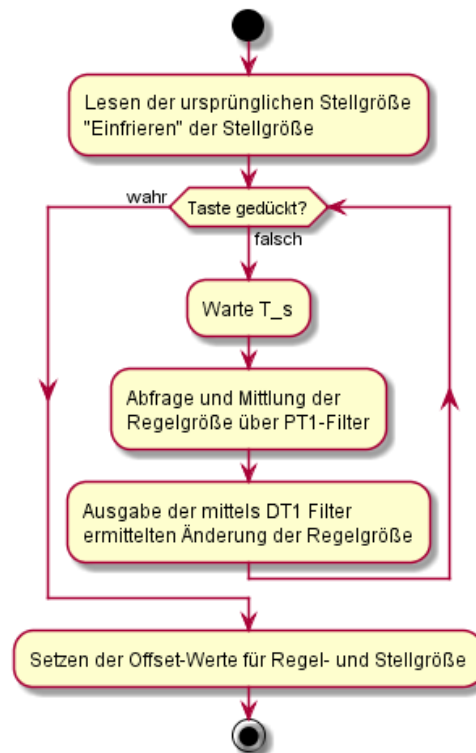 Lesen der ursprünglichen Stellgröße
"Einfrieren" der Stellgröße
wahr
Taste gedückt?
falsch
Warte T_s
Abfrage und Mittlung der
Regelgröße über PT1-Filter
Ausgabe der mittels DT1 Filter
ermittelten Änderung der Regelgröße
Setzen der Offset-Werte für Regel- und Stellgröße